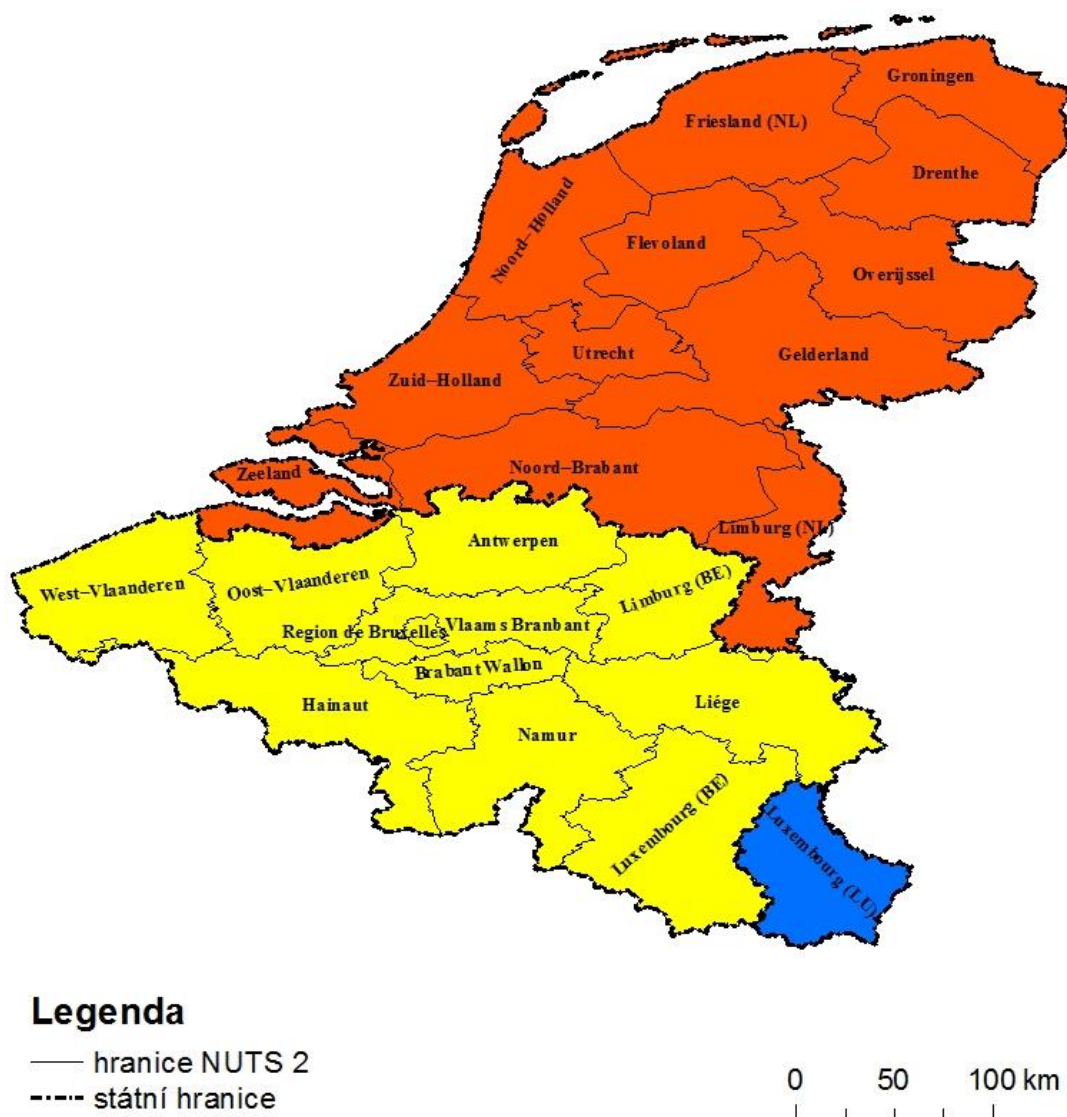 Groningen
Friesland (NL)
Drenthe
Noord–Holland
Flevoland
Overijssel
Utrecht
Gelderland
Zuid–Holland
Noord–Brabant
Zeeland
Limburg (NL)
Antwerpen
West–Vlaanderen
Oost–Vlaanderen
Limburg (BE)
Region de Bruxelles
Vlaams Branbant
Brabant Wallon
Hainaut
Liége
Namur
Luxembourg (BE)
Luxembourg (LU)
Legenda
hranice NUTS 2
státní hranice
0 50 100 km